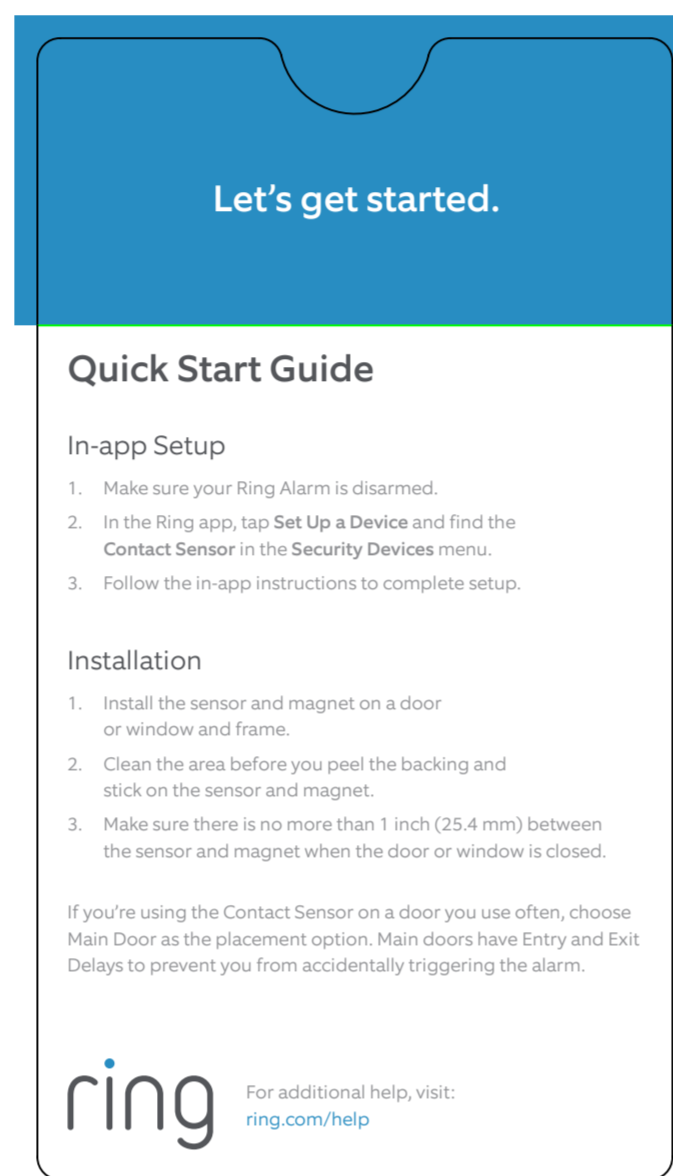 Let’s get started.
Quick Start Guide
In-app Setup
1. Make sure your Ring Alarm is disarmed.
2. In the Ring app, tap Set Up a Device and find the
Contact Sensor in the Security Devices menu.
3. Follow the in-app instructions to complete setup.
Installation
1. Install the sensor and magnet on a door
or window and frame.
2. Clean the area before you peel the backing and
stick on the sensor and magnet.
3. Make sure there is no more than 1 inch (25.4 mm) between
the sensor and magnet when the door or window is closed.
If you’re using the Contact Sensor on a door you use often, choose
Main Door as the placement option. Main doors have Entry and Exit
Delays to prevent you from accidentally triggering the alarm.
ring
For additional help, visit:
ring.com/help